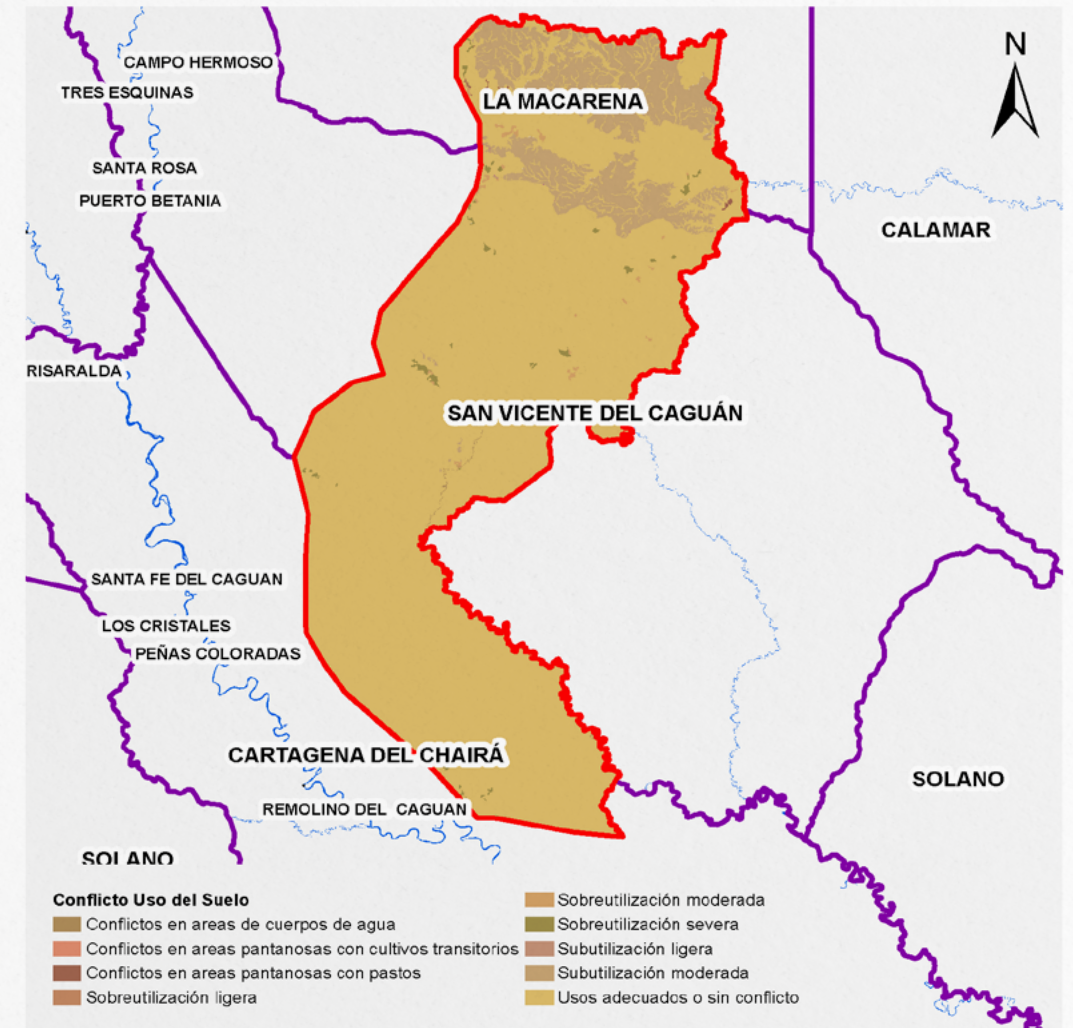 N
CAMPO HERMOSO
TRES ESQUINAS
LA MACARENA
SANTA ROSA
PUERTO BETANIA
CALAMAR
RISARALDA
SAN VICENTE DEL CAGUÁN
SANTA FE DEL CAGUAN
LOS CRISTALES
PEÑAS COLORADAS
CARTAGENA DEL CHAIRÁ
SOLANO
REMOLINO DEL CAGUAN
SOLANO
Conflicto Uso del Suelo
Conflictos en areas de cuerpos de agua
Conflictos en areas pantanosas con cultivos transitorios
Conflictos en areas pantanosas con pastos
Sobreutilización ligera
Sobreutilización moderada
Sobreutilización severa
Subutilización ligera
Subutilización moderada
Usos adecuados o sin conflicto